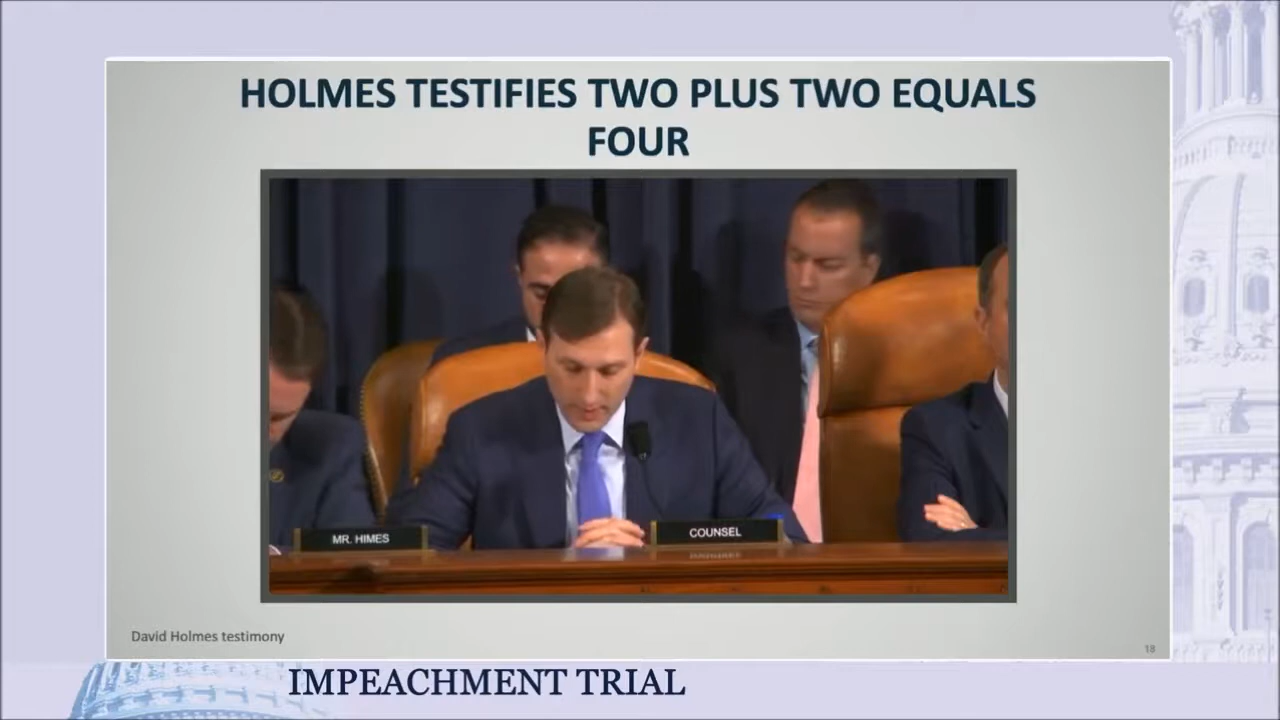 HOLMES TESTIFIES TWO PLUS TWO EQUALS
FOUR
MR. HIMES
COUNSEL
David Holmes testimony
18
IMPEACHMENT TRIAL